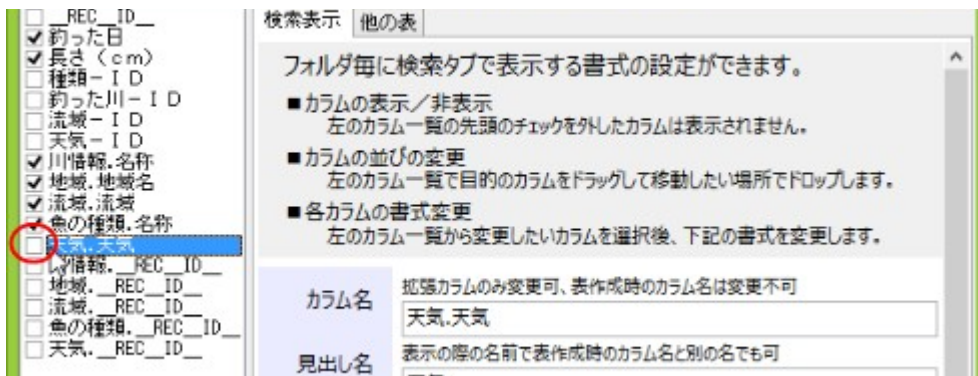 __REC__ID__
釣った日
長さ（ｃｍ）
種類－ＩＤ
釣った川－ＩＤ
流域－ＩＤ
天気－ＩＤ
川情報.名称
地域.地域名
流域.流域
魚の種類.名称
天気.天気
川情報.__REC__ID__
地域.__REC__ID__
流域.__REC__ID__
魚の種類.__REC__ID__
天気.__REC__ID__
検索表示
他の表
フォルダ毎に検索タブで表示する書式の設定ができます。
■カラムの表示／非表示
左のカラム一覧の先頭のチェックを外したカラムは表示されません。
■カラムの並びの変更
左のカラム一覧で目的のカラムをドラッグして移動したい場所でドロップします。
■各カラムの書式変更
左のカラム一覧から変更したいカラムを選択後、下記の書式を変更します。
カラム名
拡張カラムのみ変更可、表作成時のカラム名は変更不可
天気.天気
見出し名
表示の際の名前で表作成時のカラム名と別の名でも可